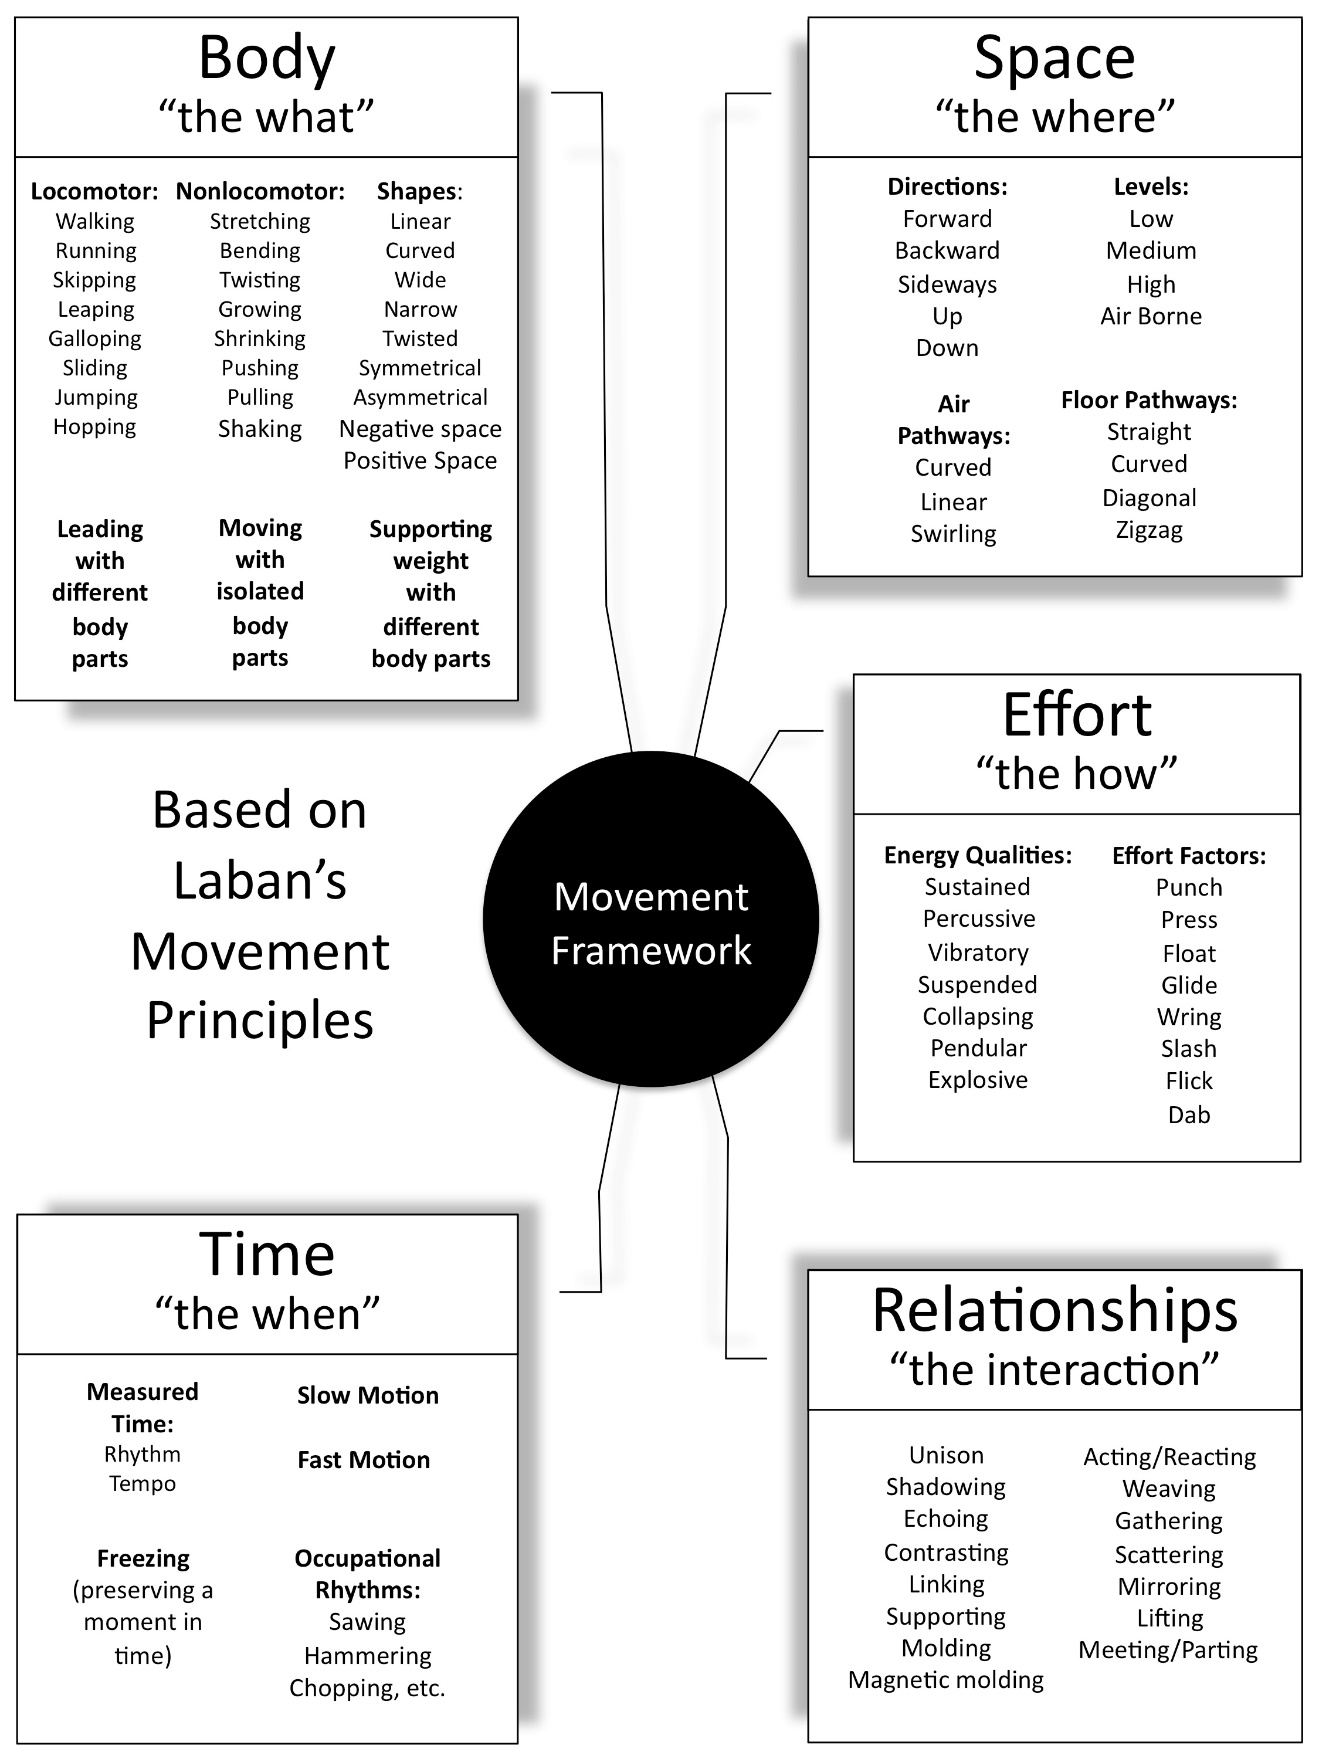 Body
“the what”
Locomotor:
Walking
Running
Skipping
Leaping
Galloping
Sliding
Jumping
Hopping
Nonlocomotor:
Stretching
Bending
Twisting
Growing
Shrinking
Pushing
Pulling
Shaking
Shapes:
Linear
Curved
Wide
Narrow
Twisted
Symmetrical
Asymmetrical
Negative space
Positive Space
Leading
with
different
body
parts
Moving
with
isolated
body
parts
Supporting
weight
with
different
body parts
Space
“the where”
Directions:
Forward
Backward
Sideways
Up
Down
Levels:
Low
Medium
High
Air Borne
Air
Pathways:
Curved
Linear
Swirling
Floor Pathways:
Straight
Curved
Diagonal
Zigzag
Based on
Laban’s
Movement
Principles
Movement
Framework
Effort
“the how”
Energy Qualities:
Sustained
Percussive
Vibratory
Suspended
Collapsing
Pendular
Explosive
Effort Factors:
Punch
Press
Float
Glide
Wring
Slash
Flick
Dab
Time
“the when”
Measured
Time:
Rhythm
Tempo
Slow Motion
Fast Motion
Freezing
(preserving a
moment in
time)
Occupational
Rhythms:
Sawing
Hammering
Chopping, etc.
Relationships
“the interaction”
Unison
Shadowing
Echoing
Contrasting
Linking
Supporting
Molding
Magnetic molding
Acting/Reacting
Weaving
Gathering
Scattering
Mirroring
Lifting
Meeting/Parting